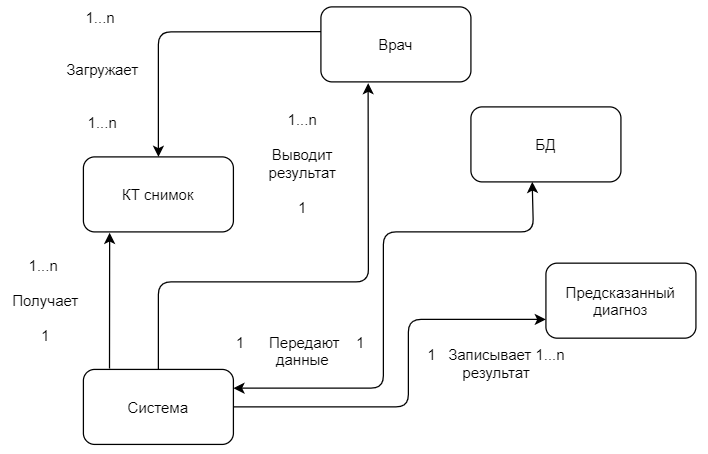 1...n
Загружает
1...n
Врач
КТ снимок
1...n
Выводит
результат
1
БД
1...n
Получает
1
Предсказанный
диагноз
1 Передают 1
данные
1 Записывает 1...n
результат
Система